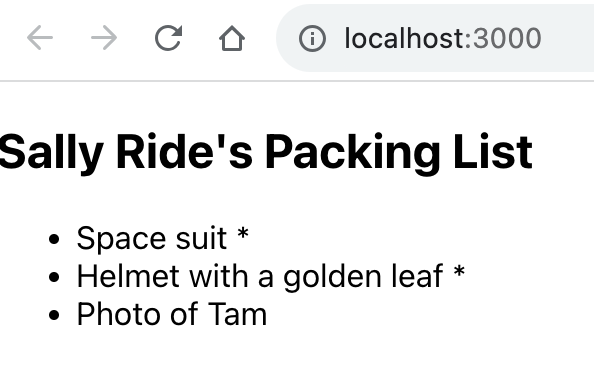 localhost:3000
Sally Ride's Packing List
Space suit *
Helmet with a golden leaf *
Photo of Tam